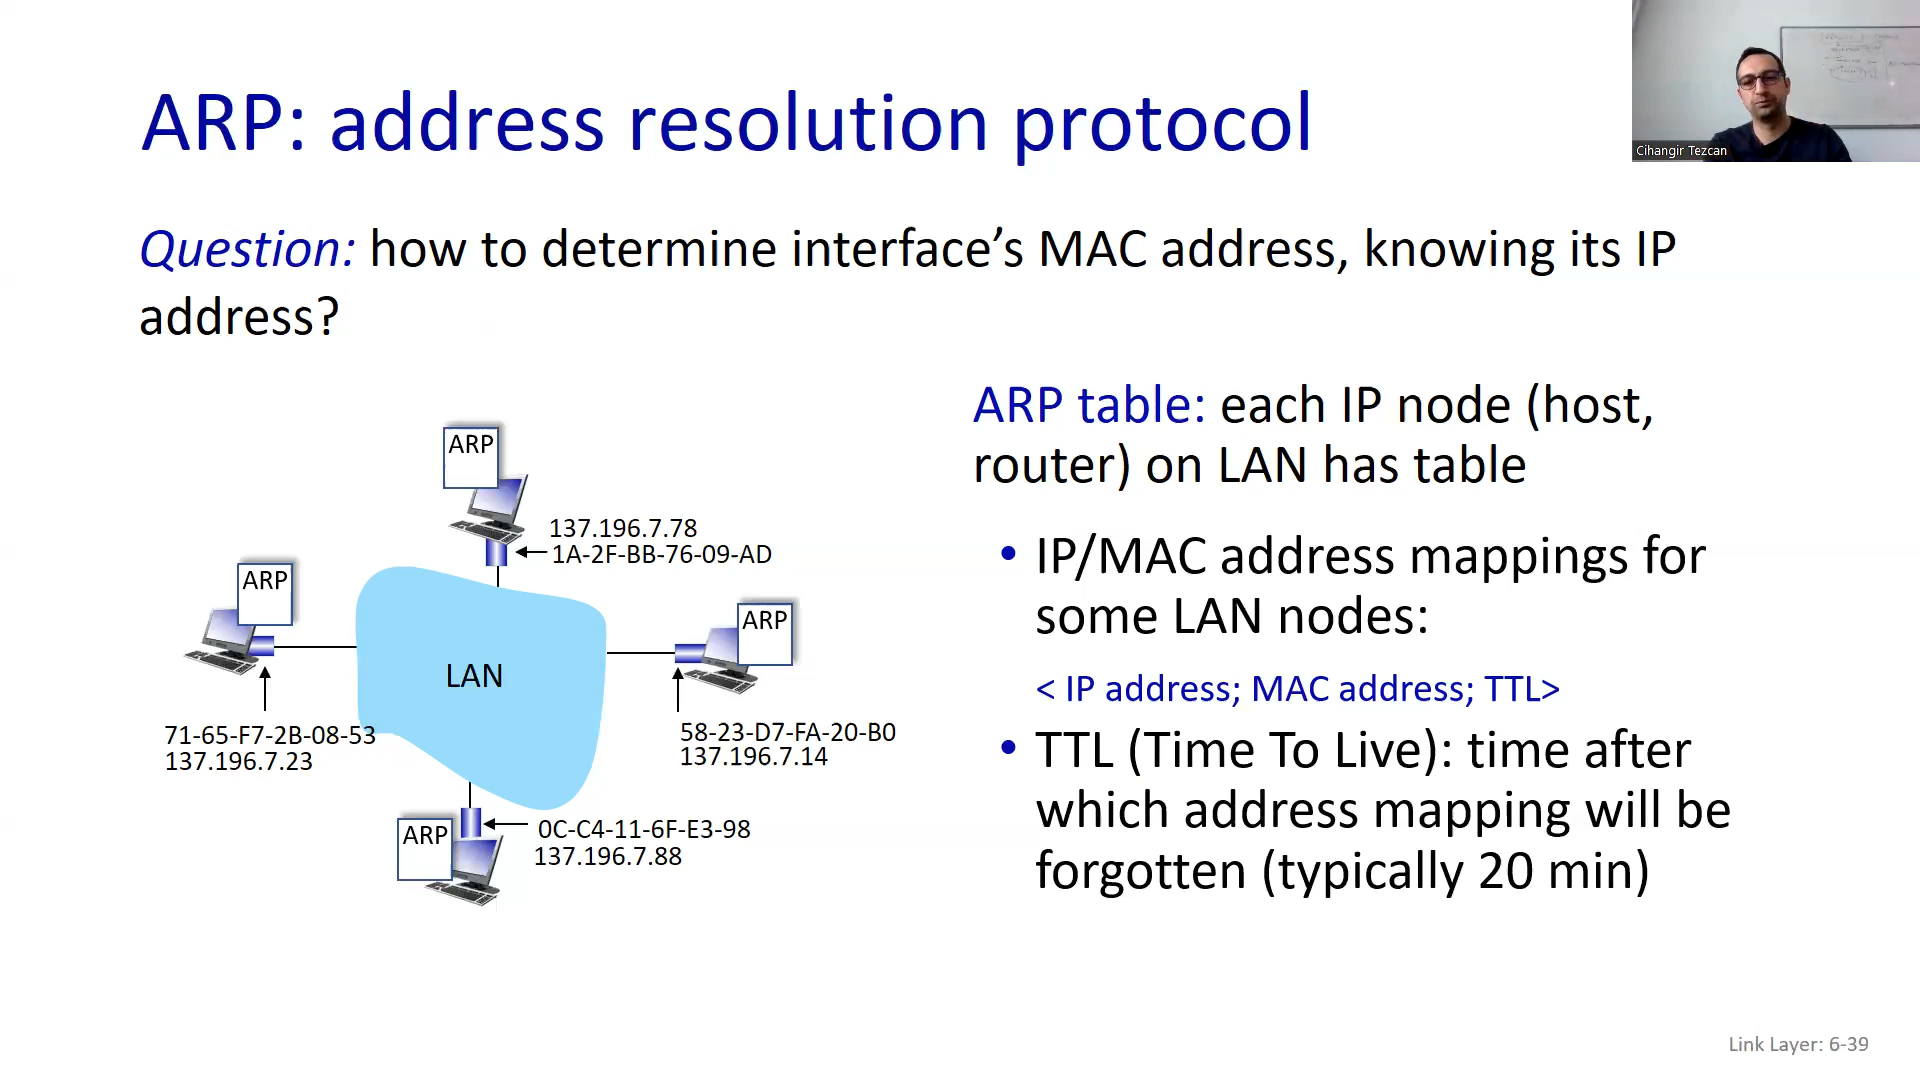 ARP: address resolution protocol
Cihangir Tezcan
Question: how to determine interface’s MAC address, knowing its IP
address?
ARP
137.196.7.78
1A-2F-BB-76-09-AD
ARP
ARP
LAN
71-65-F7-2B-08-53
137.196.7.23
58-23-D7-FA-20-B0
137.196.7.14
ARP
0C-C4-11-6F-E3-98
137.196.7.88
ARP table: each IP node (host,
router) on LAN has table
• IP/MAC address mappings for
some LAN nodes:
< IP address; MAC address; TTL>
• TTL (Time To Live): time after
which address mapping will be
forgotten (typically 20 min)
Link Layer: 6-39